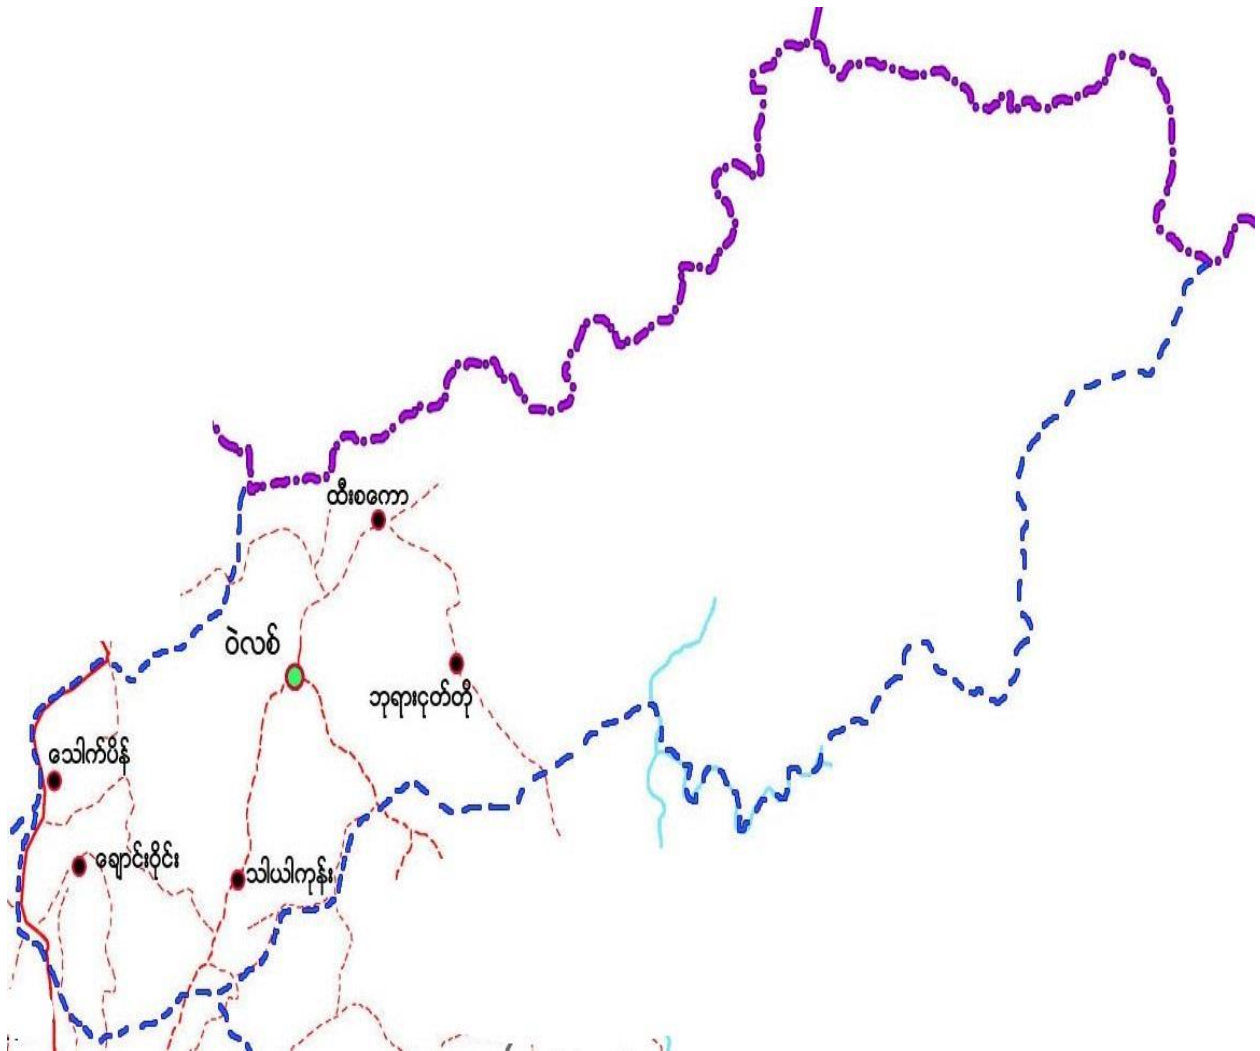 ထီးစကော
ဝဲလစ်
ဘုရားငုတ်တို
သေါက်ပိန်
ချောင်းဝိုင်း
သါယါကုန်း